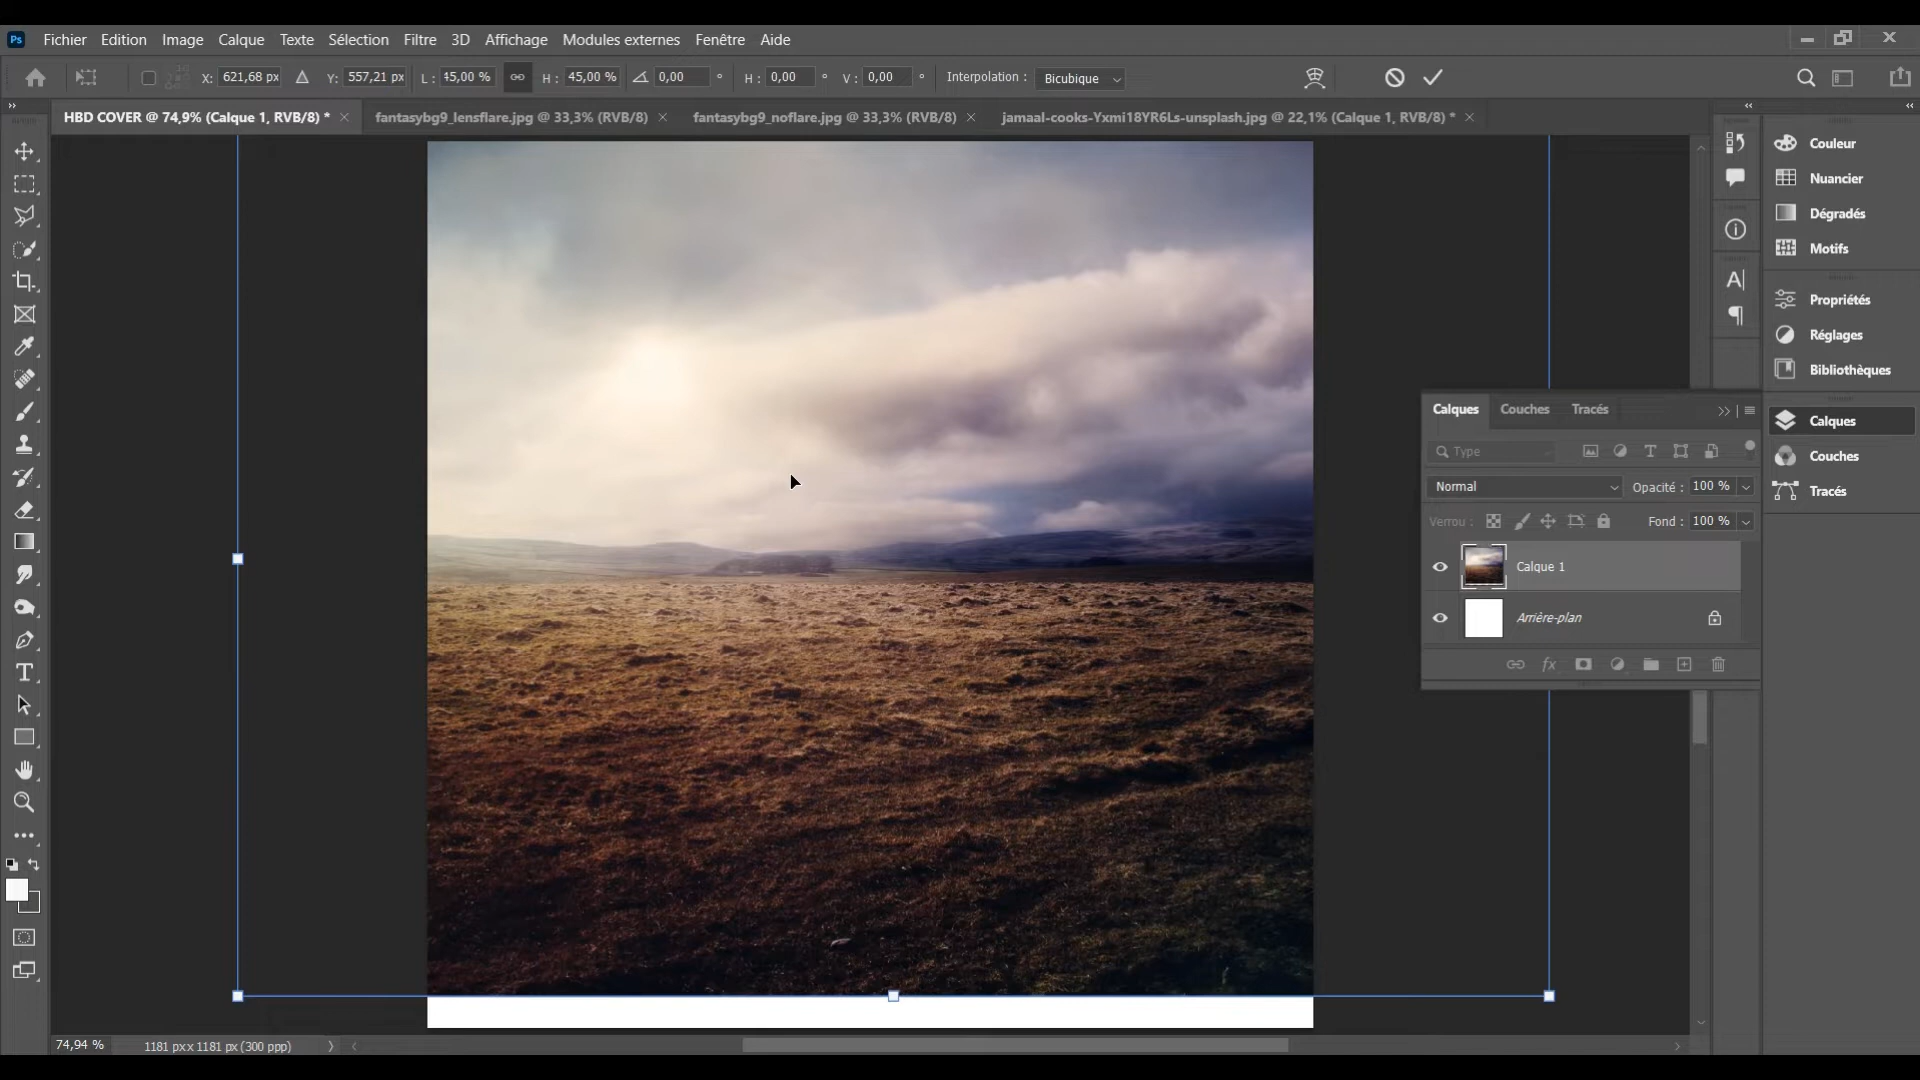 Ps Fichier Edition Image Calque Texte Sélection Filtre 3D Affichage Modules externes Fenêtre Aide
X: 621,68 px Y: 557,21 px L : 45,00 % H : 45,00 % 0,00 ° H : 0,00 ° V : 0,00 ° Interpolation : Bicubique
HBD COVER @ 74,9% (Calque 1, RVB/8) * fantasybg9_lensflare.jpg @ 33,3% (RVB/8) fantasybg9_noflare.jpg @ 33,3% (RVB/8) jamaal-cooks-Yxmi18YR6Ls-unsplash.jpg @ 22,1% (Calque 1, RVB/8) *
Couleur
Nuancier
Dégradés
Motifs
Propriétés
Réglages
Bibliothèques
Calques
Couches
Tracés
Calques Couches Tracés
Type
Normal Opacité : 100 %
Verrou : Fond : 100 %
Calque 1
Arrière-plan
fx
74,94 % 1181 px x 1181 px (300 ppp)